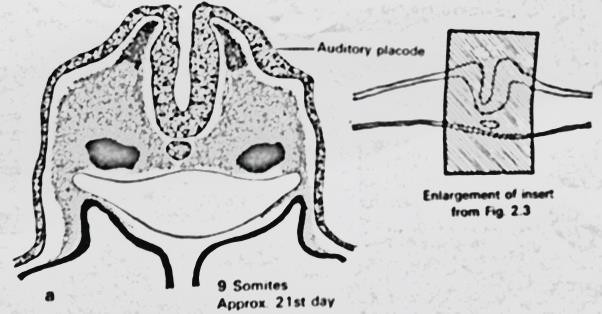 Auditory placode
Enlargement of insert
from Fig. 2.3
a
9 Somites
Approx. 21st day